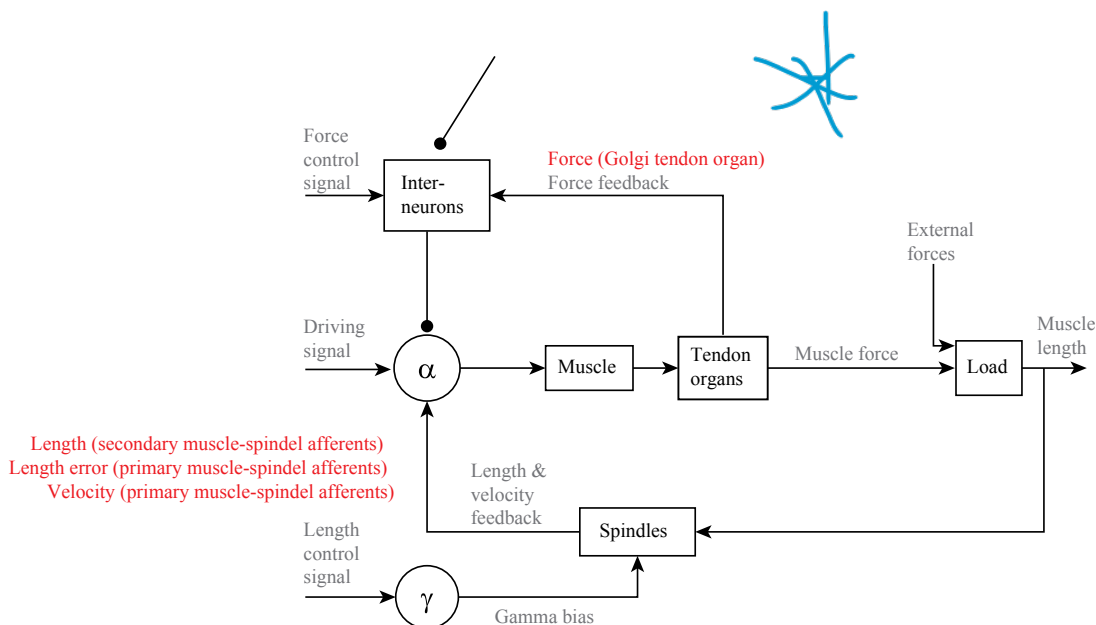 Force
control
signal
Inter-
neurons
Force (Golgi tendon organ)
Force feedback
External
forces
Driving
signal
α
Muscle
Tendon
organs
Muscle force
Load
Muscle
length
Length (secondary muscle-spindel afferents)
Length error (primary muscle-spindel afferents)
Velocity (primary muscle-spindel afferents)
Length &
velocity
feedback
Spindles
Length
control
signal
γ
Gamma bias